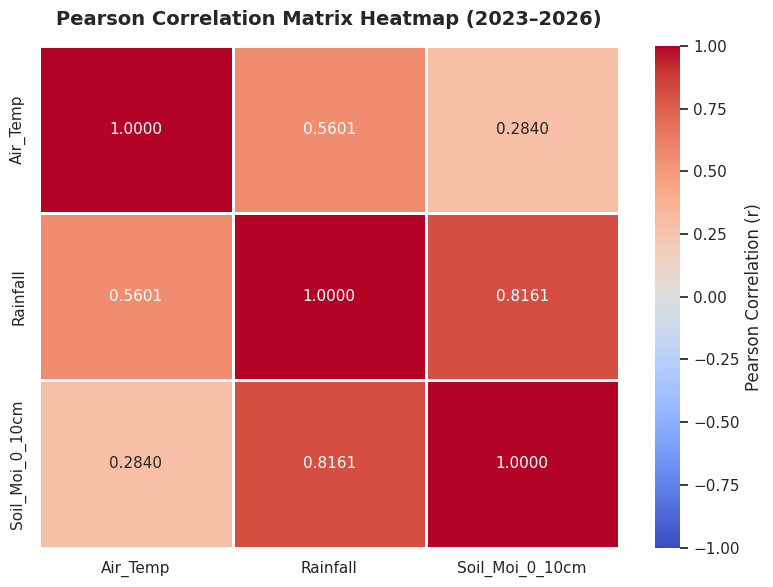 Pearson Correlation Matrix Heatmap (2023–2026)
Air_Temp
1.0000
0.5601
0.2840
Rainfall
0.5601
1.0000
0.8161
Soil_Moi_0_10cm
0.2840
0.8161
1.0000
Air_Temp
Rainfall
Soil_Moi_0_10cm
1.00
0.75
0.50
0.25
0.00
−0.25
−0.50
−0.75
−1.00
Pearson Correlation (r)